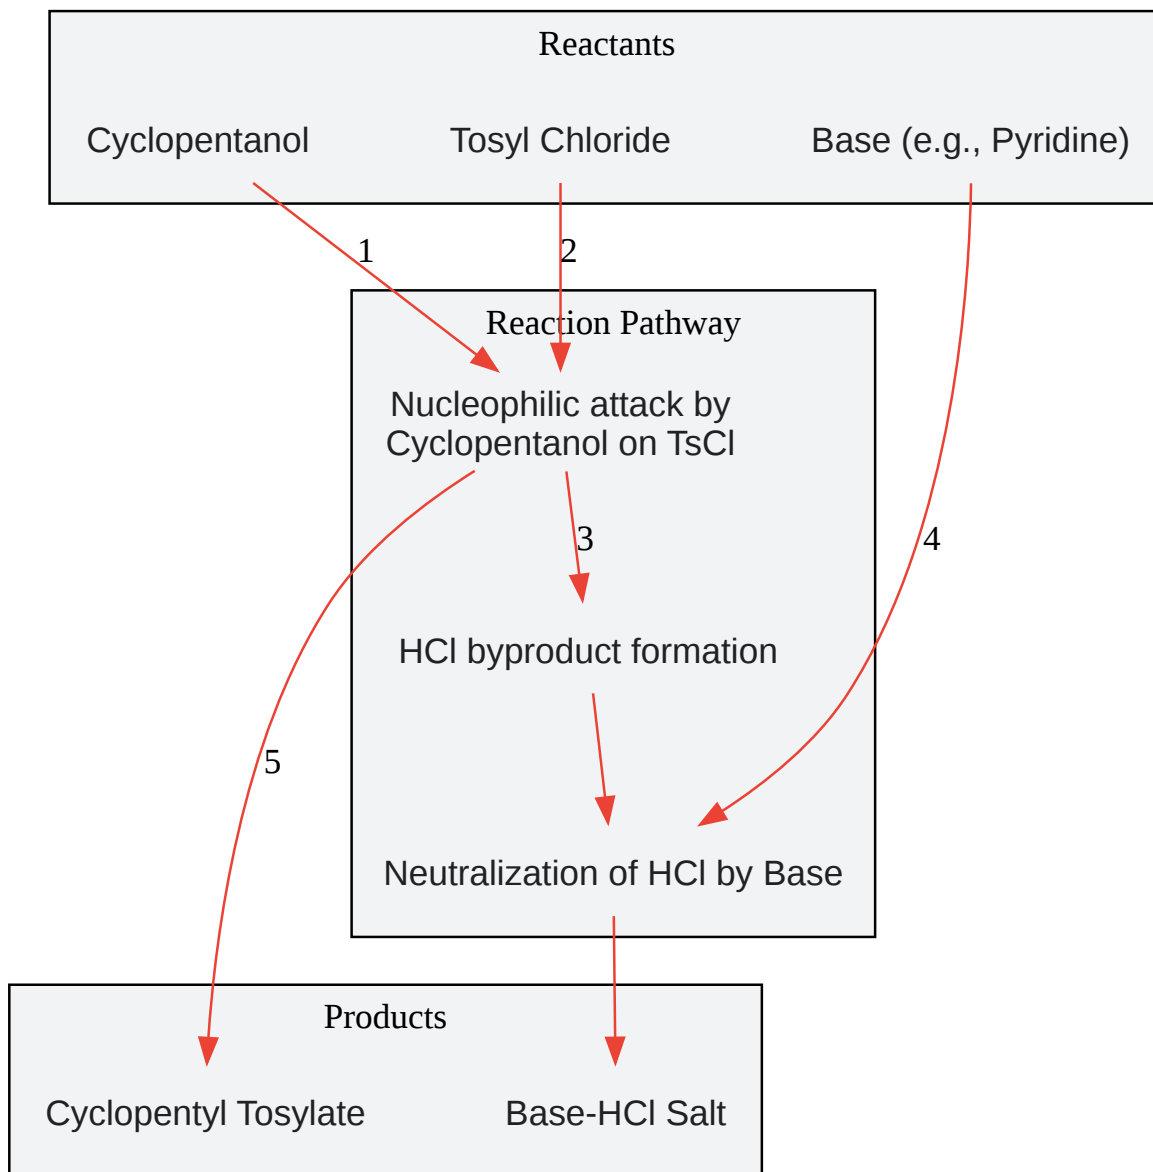 Reactants
Cyclopentanol
Tosyl Chloride
Base (e.g., Pyridine)
1
2
Reaction Pathway
Nucleophilic attack by
Cyclopentanol on TsCl
3
4
HCl byproduct formation
5
Neutralization of HCl by Base
Products
Cyclopentyl Tosylate
Base-HCl Salt